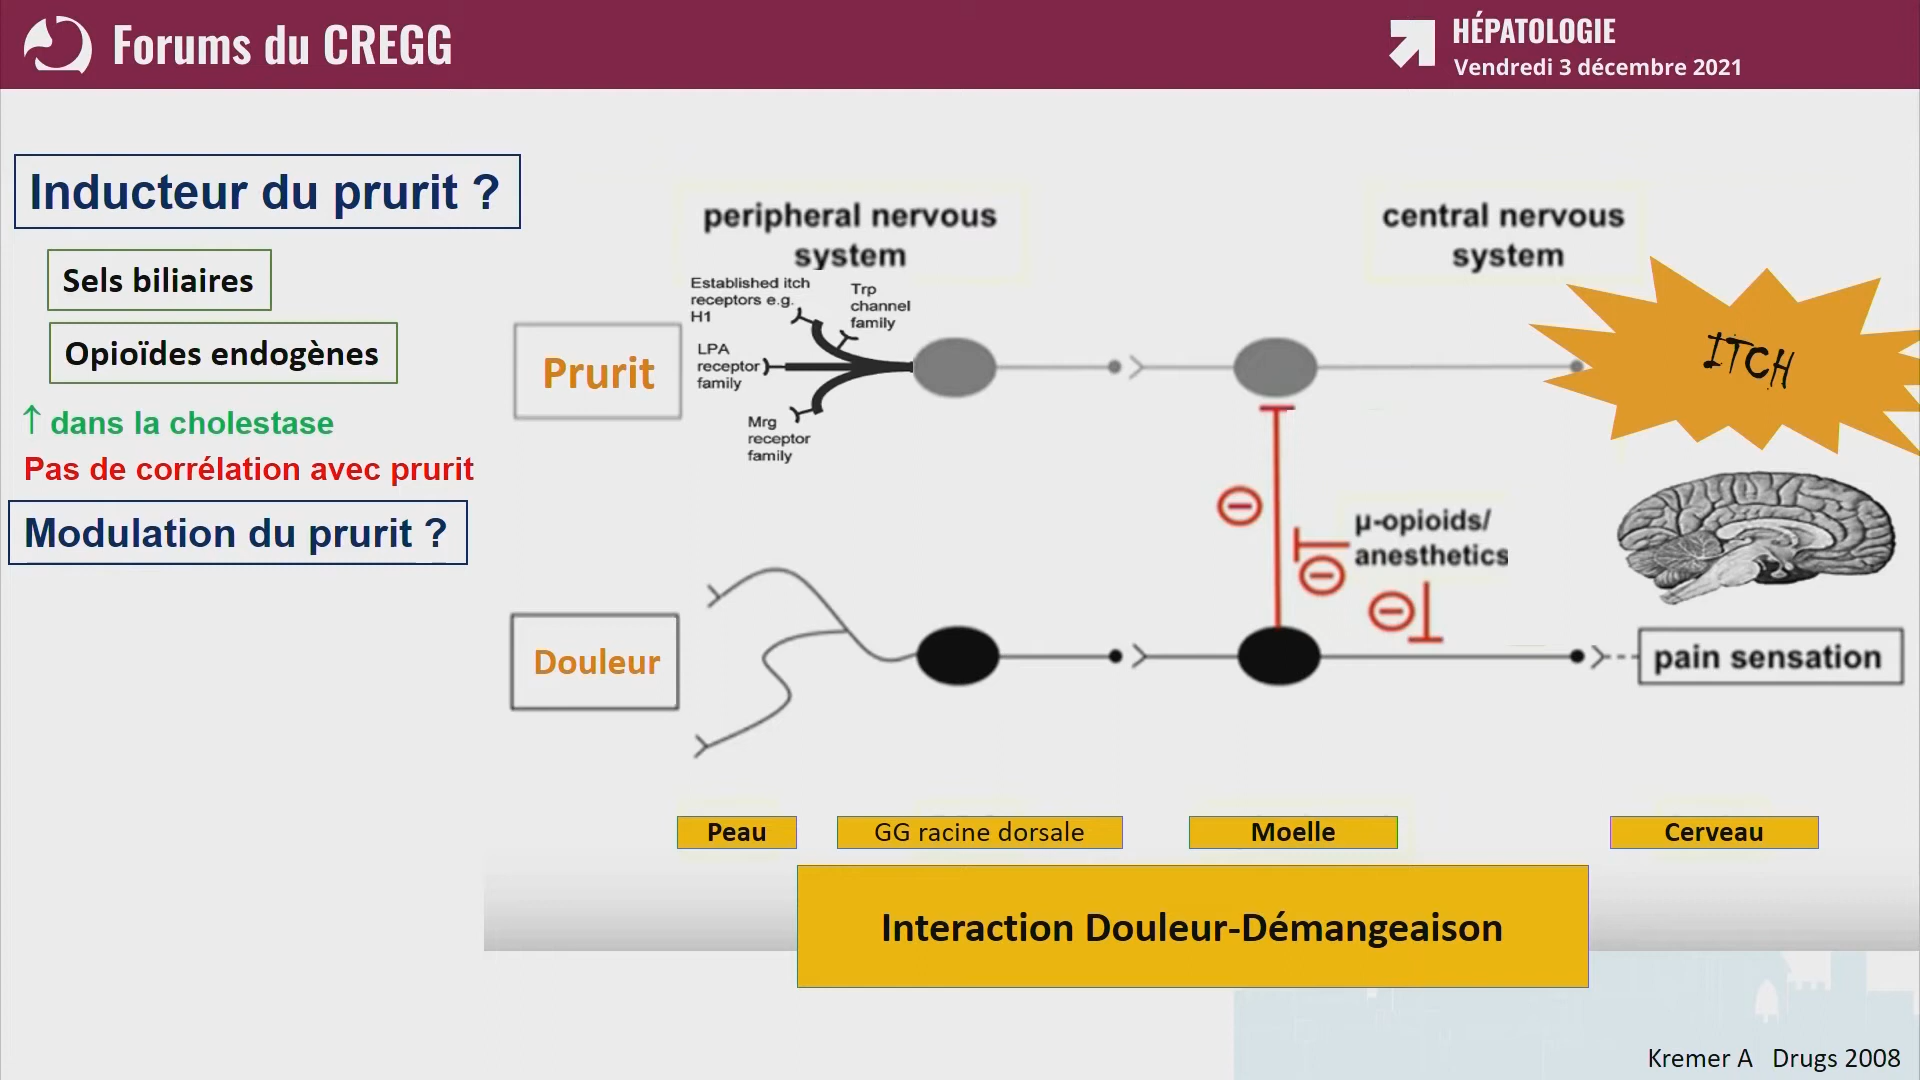 Forums du CREGG
HÉPATOLOGIE
Vendredi 3 décembre 2021
Inducteur du prurit ?
Sels biliaires
Opioïdes endogènes
↑ dans la cholestase
Pas de corrélation avec prurit
Modulation du prurit ?
peripheral nervous
system
central nervous
system
Established itch
receptors e.g.
H1
Trp
channel
family
LPA
receptor
family
Mrg
receptor
family
Prurit
ITCH
µ-opioids/
anesthetics
Douleur
pain sensation
Peau
GG racine dorsale
Moelle
Cerveau
Interaction Douleur-Démangeaison
Kremer A Drugs 2008